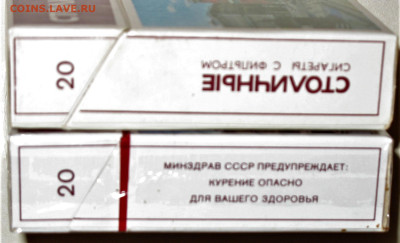 COINS.LAVE.RU
20
СТОЛИЧНЫЕ
СИГАРЕТЫ С ФИЛЬТРОМ
20
МИНЗДРАВ СССР ПРЕДУПРЕЖДАЕТ:
КУРЕНИЕ ОПАСНО
ДЛЯ ВАШЕГО ЗДОРОВЬЯ